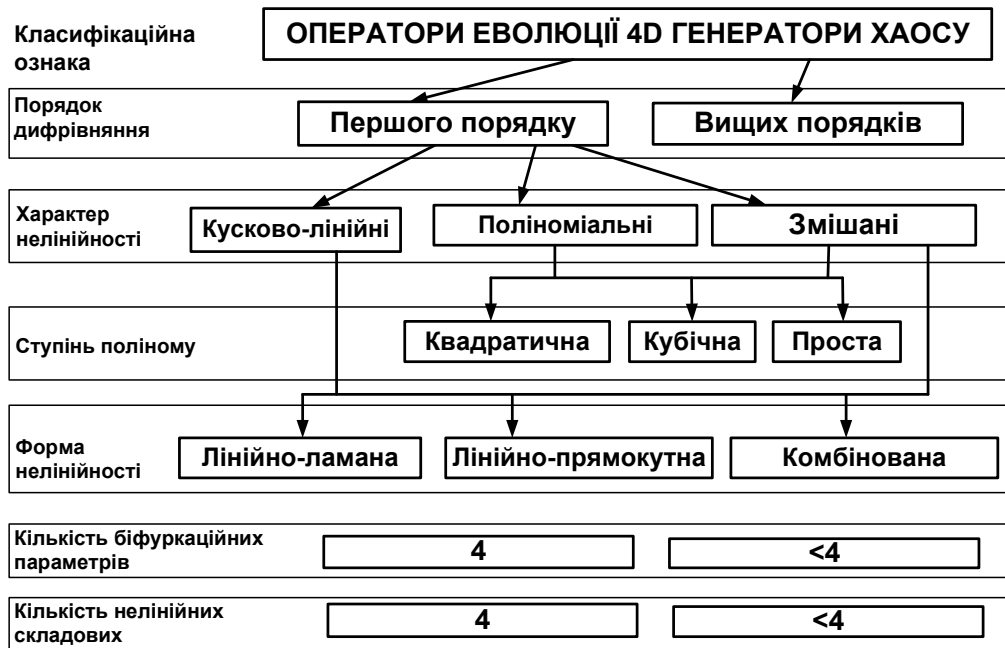 Класифікаційна
ознака
ОПЕРАТОРИ ЕВОЛЮЦІЇ 4D ГЕНЕРАТОРИ ХАОСУ
Порядок
дифрівняння
Першого порядку
Вищих порядків
Характер
нелінійності
Кусково-лінійні
Поліноміальні
Змішані
Ступінь поліному
Квадратична
Кубічна
Проста
Форма
нелінійності
Лінійно-ламана
Лінійно-прямокутна
Комбінована
Кількість біфуркаційних
параметрів
4
<4
Кількість нелінійних
складових
4
<4